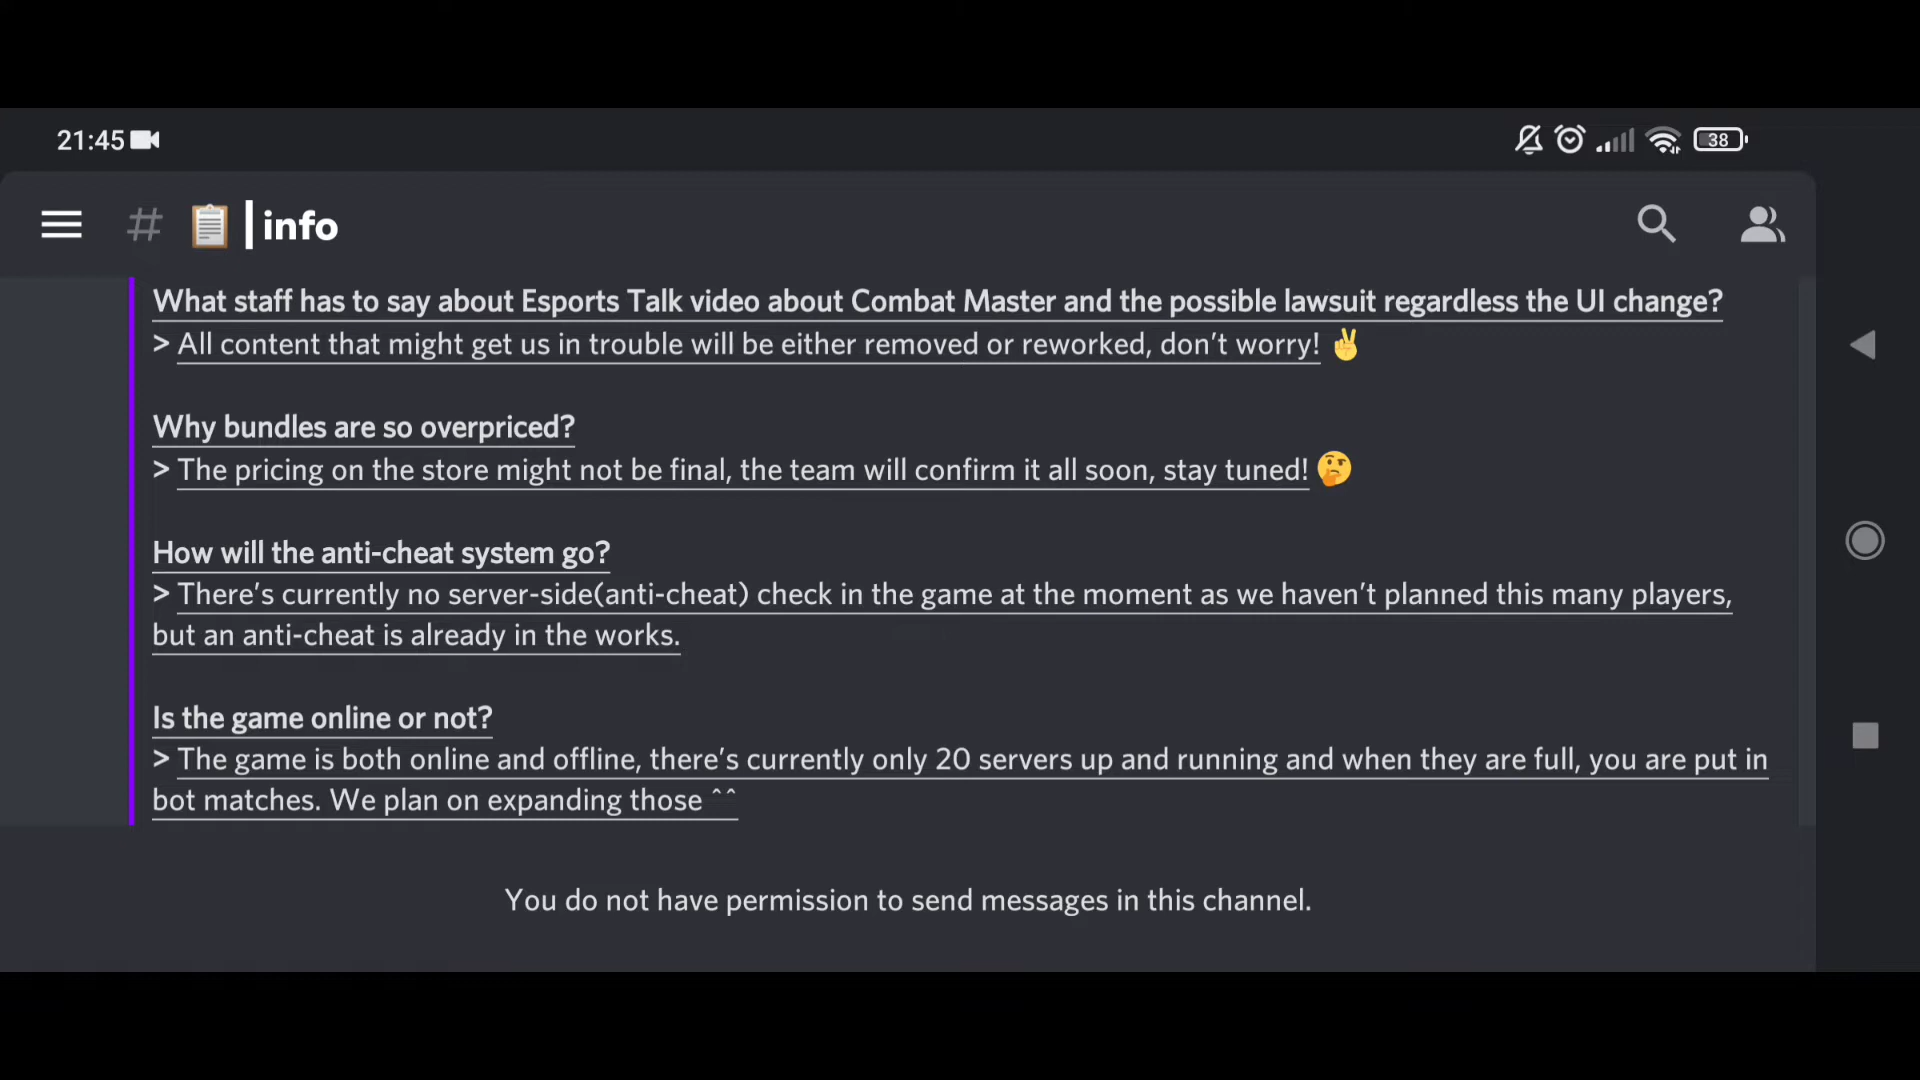 21:45
38
# 📋 | info
What staff has to say about Esports Talk video about Combat Master and the possible lawsuit regardless the UI change?
> All content that might get us in trouble will be either removed or reworked, don't worry! ✌️
Why bundles are so overpriced?
> The pricing on the store might not be final, the team will confirm it all soon, stay tuned! 🤔
How will the anti-cheat system go?
> There's currently no server-side(anti-cheat) check in the game at the moment as we haven't planned this many players,
but an anti-cheat is already in the works.
Is the game online or not?
> The game is both online and offline, there's currently only 20 servers up and running and when they are full, you are put in
bot matches. We plan on expanding those ^^
You do not have permission to send messages in this channel.